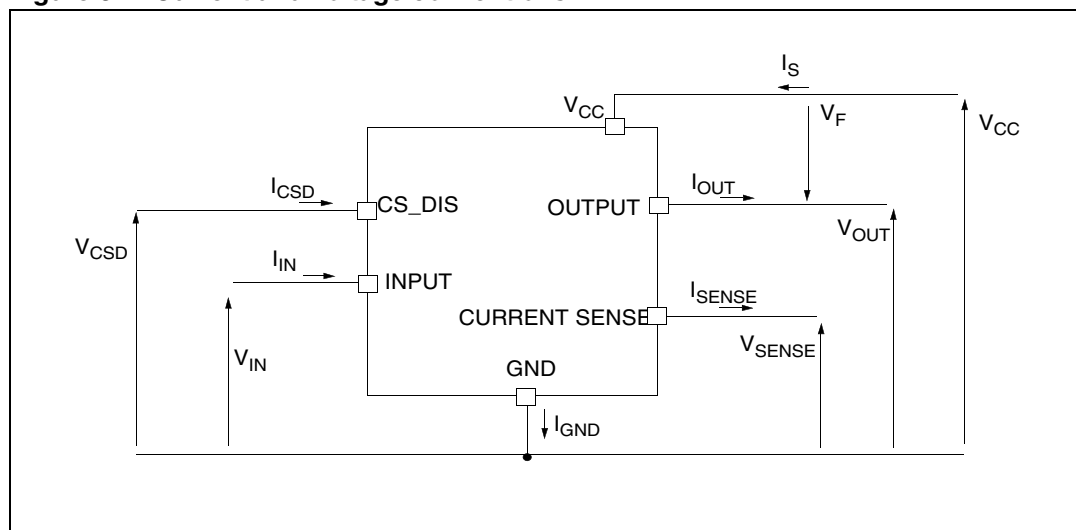 I_S
V_CC
V_F
V_CC
I_CSD
CS_DIS
I_OUT
OUTPUT
V_CSD
V_OUT
I_IN
INPUT
I_SENSE
CURRENT SENSE
V_IN
V_SENSE
GND
I_GND